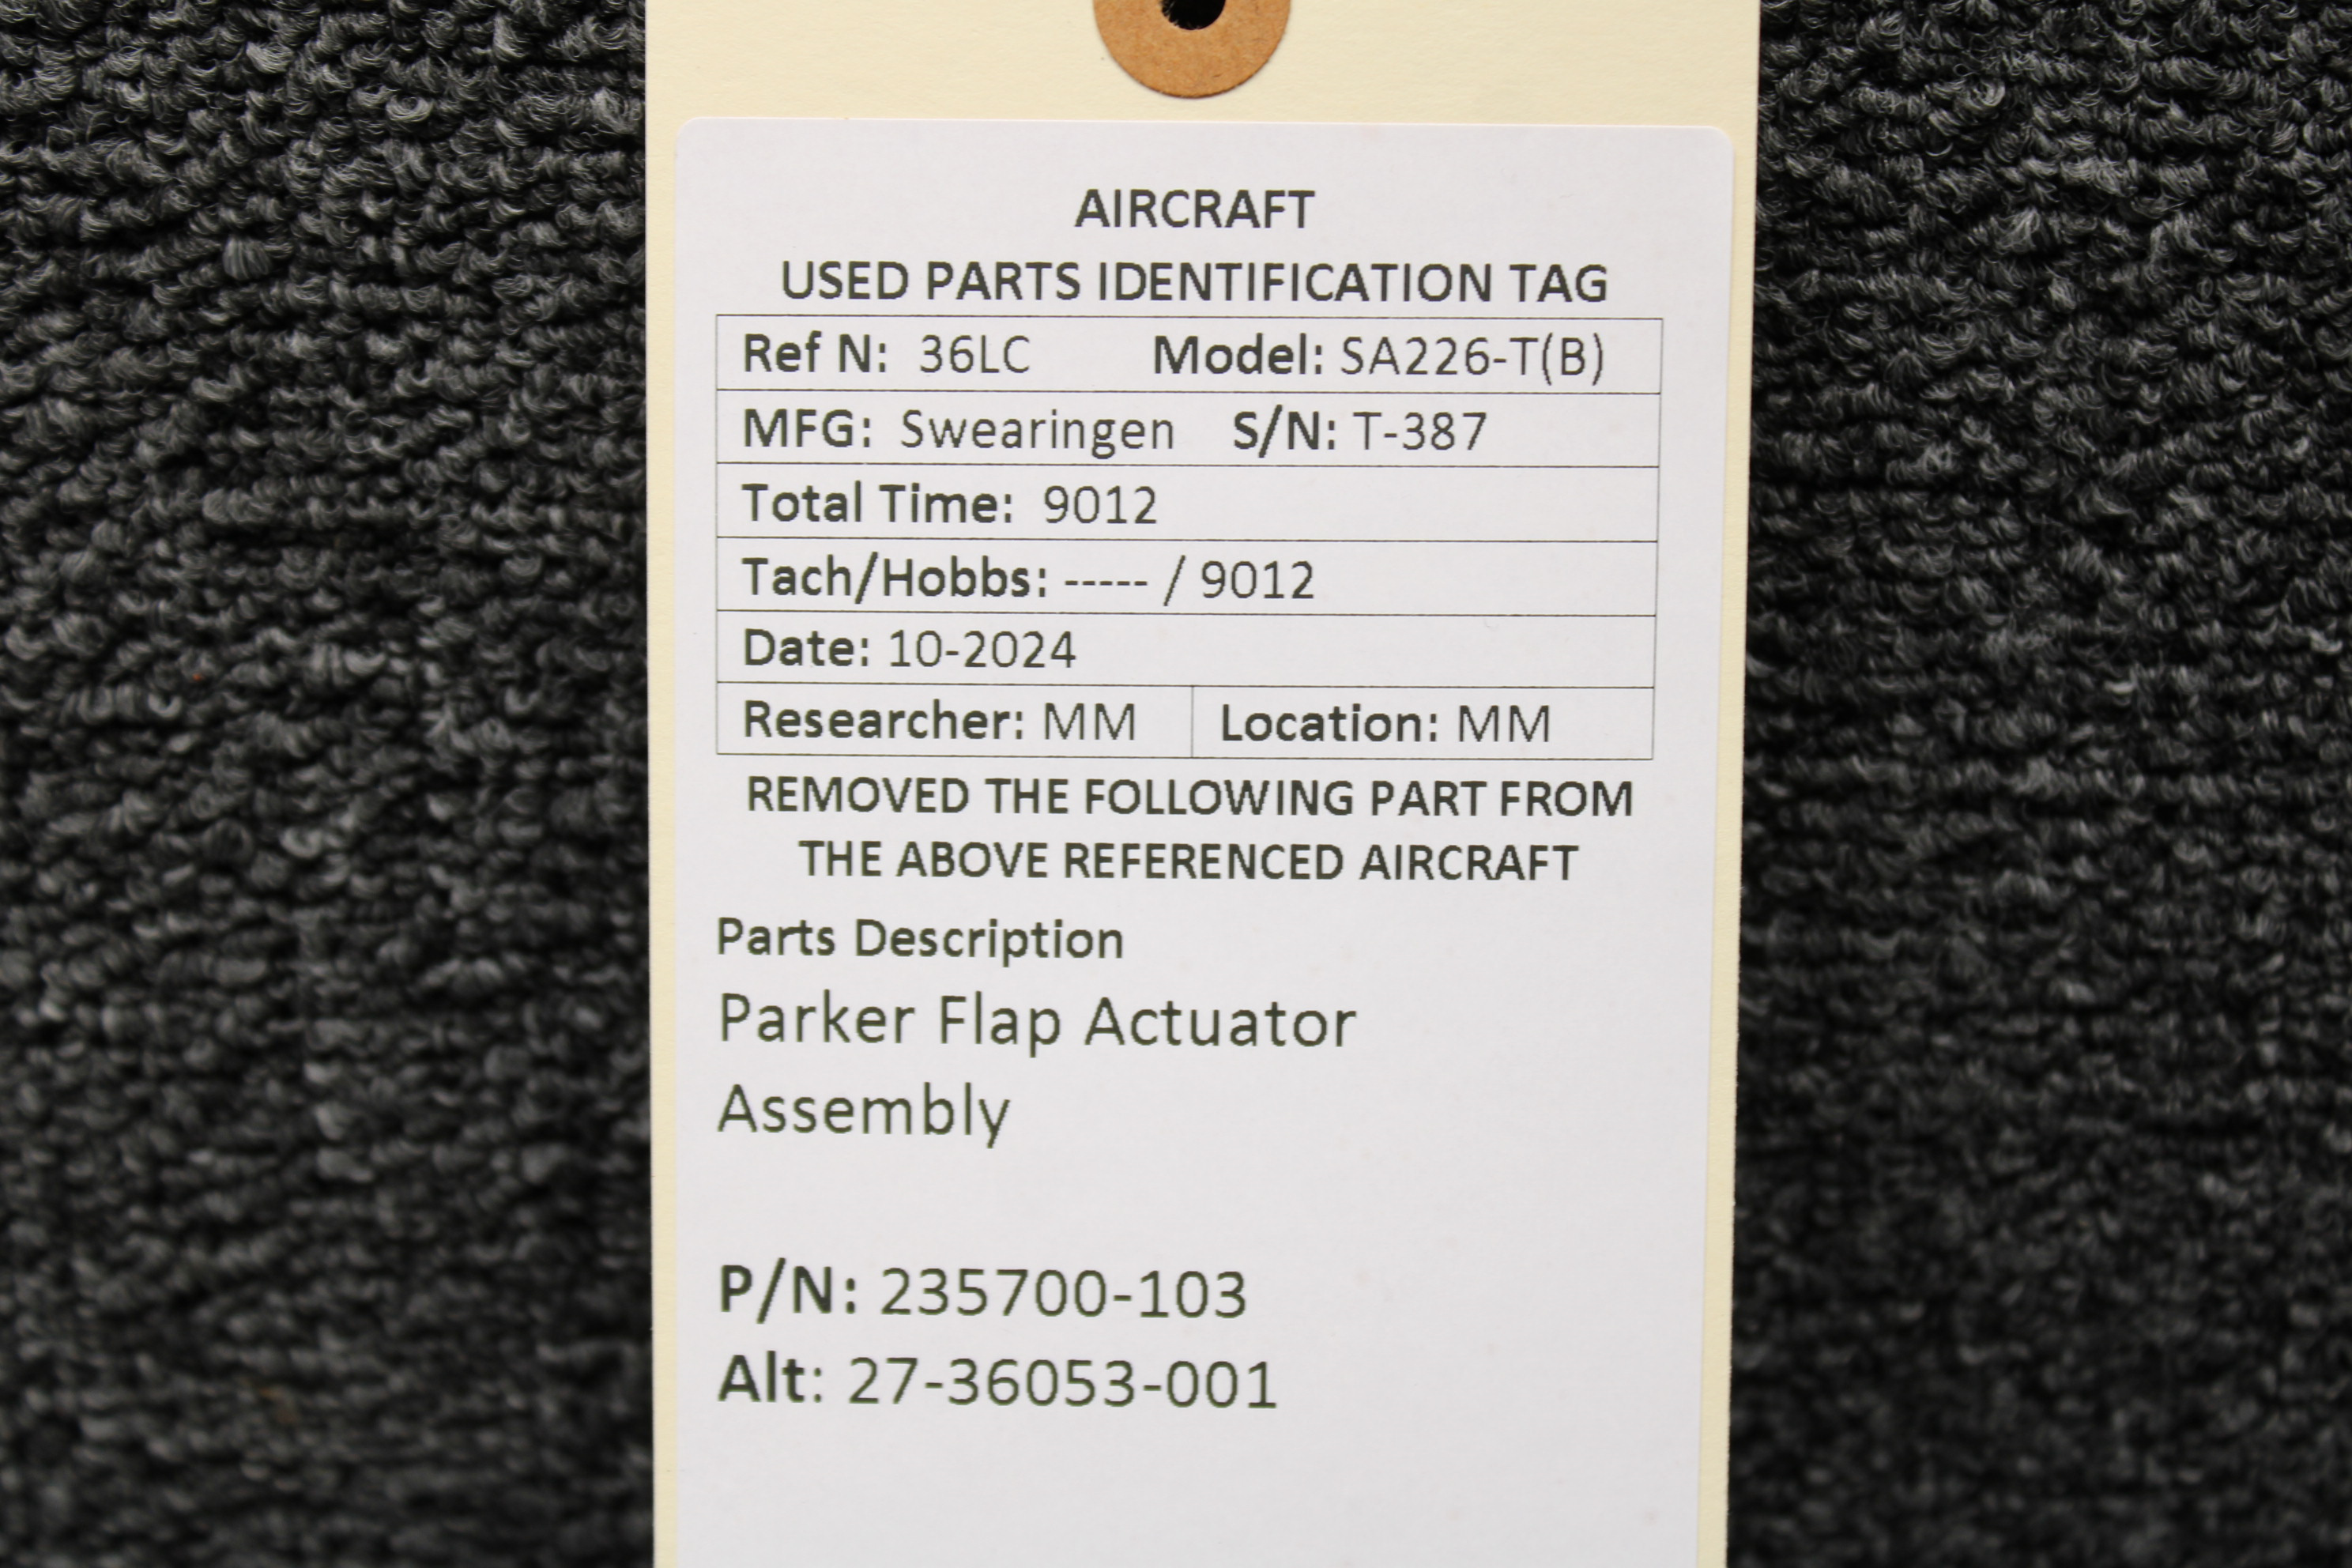 AIRCRAFT
USED PARTS IDENTIFICATION TAG
Ref N: 36LC Model: SA226-T(B)
MFG: Swearingen S/N: T-387
Total Time: 9012
Tach/Hobbs: ----- / 9012
Date: 10-2024
Researcher: MM Location: MM
REMOVED THE FOLLOWING PART FROM
THE ABOVE REFERENCED AIRCRAFT
Parts Description
Parker Flap Actuator
Assembly
P/N: 235700-103
Alt: 27-36053-001